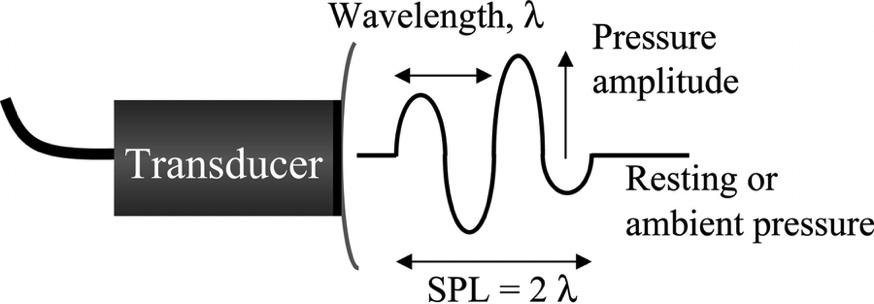 Wavelength, λ
Pressure
amplitude
Transducer
Resting or
ambient pressure
SPL = 2 λ